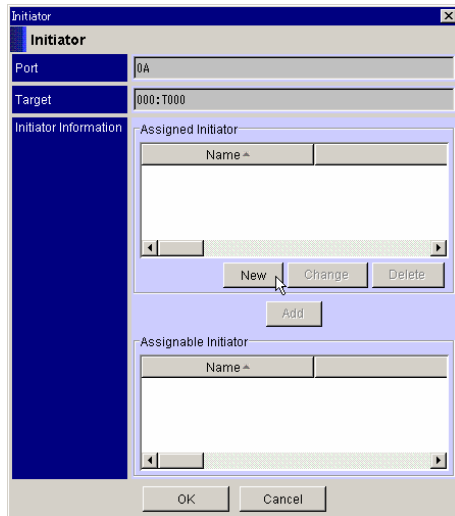 Initiator
Initiator
Port
0A
Target
000:T000
Initiator Information
Assigned Initiator
Name
New
Change
Delete
Add
Assignable Initiator
Name
OK
Cancel